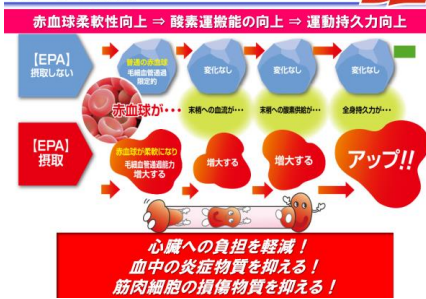 赤血球柔軟性向上 ⇒ 酸素運搬能の向上 ⇒ 運動持久力向上
【EPA】
摂取しない
普通の赤血球
毛細血管通過
限定的
変化なし
変化なし
変化なし
赤血球が・・・
末梢への血流が・・・
末梢への酸素供給が・・・
全身持久力が・・・
【EPA】
摂取
赤血球が柔軟になり
毛細血管通過能力
増大する
増大する
増大する
アップ!!
心臓への負担を軽減！
血中の炎症物質を抑える！
筋肉細胞の損傷物質を抑える！